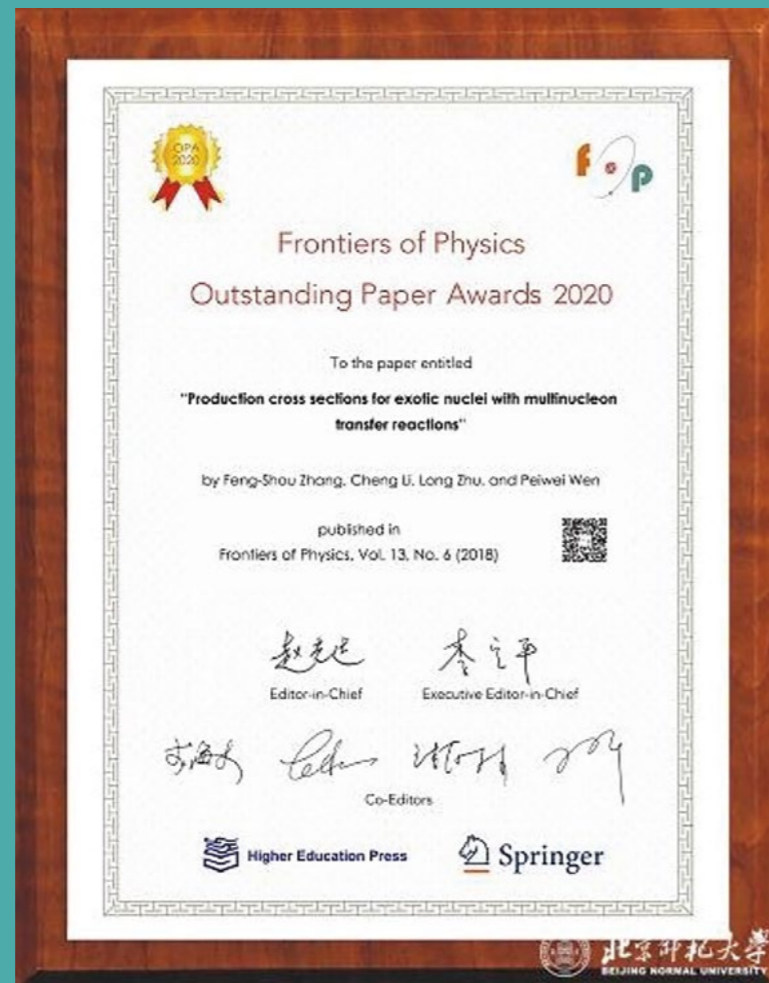 OPA
2020
fop
Frontiers of Physics
Outstanding Paper Awards 2020
To the paper entitled
"Production cross sections for exotic nuclei with multinucleon
transfer reactions"
by Feng-Shou Zhang, Cheng Li, Long Zhu, and Peiwei Wen
published in
Frontiers of Physics, Vol. 13, No. 6 (2018)
Editor-in-Chief
Executive Editor-in-Chief
Co-Editors
Higher Education Press
Springer
北京师范大学
BEIJING NORMAL UNIVERSITY